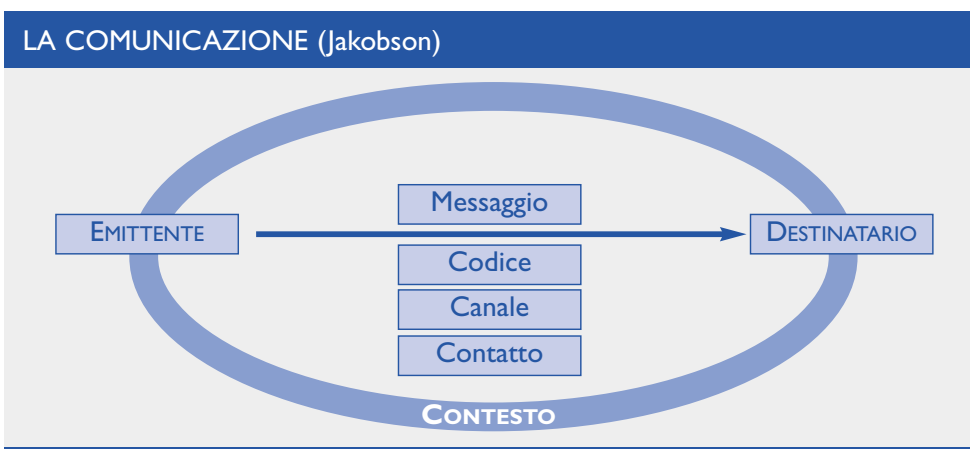 LA COMUNICAZIONE (Jakobson)
Messaggio
EMITTENTE
DESTINATARIO
Codice
Canale
Contatto
CONTESTO